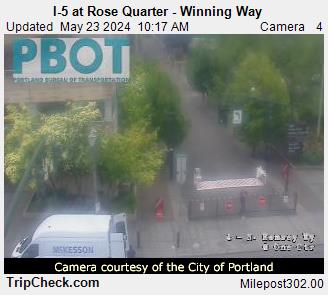 I-5 at Rose Quarter - Winning Way
Updated May 23 2024 10:17 AM Camera 4
PBOT
PORTLAND BUREAU OF TRANSPORTATION
McKESSON
Camera courtesy of the City of Portland
TripCheck.com Milepost302.00